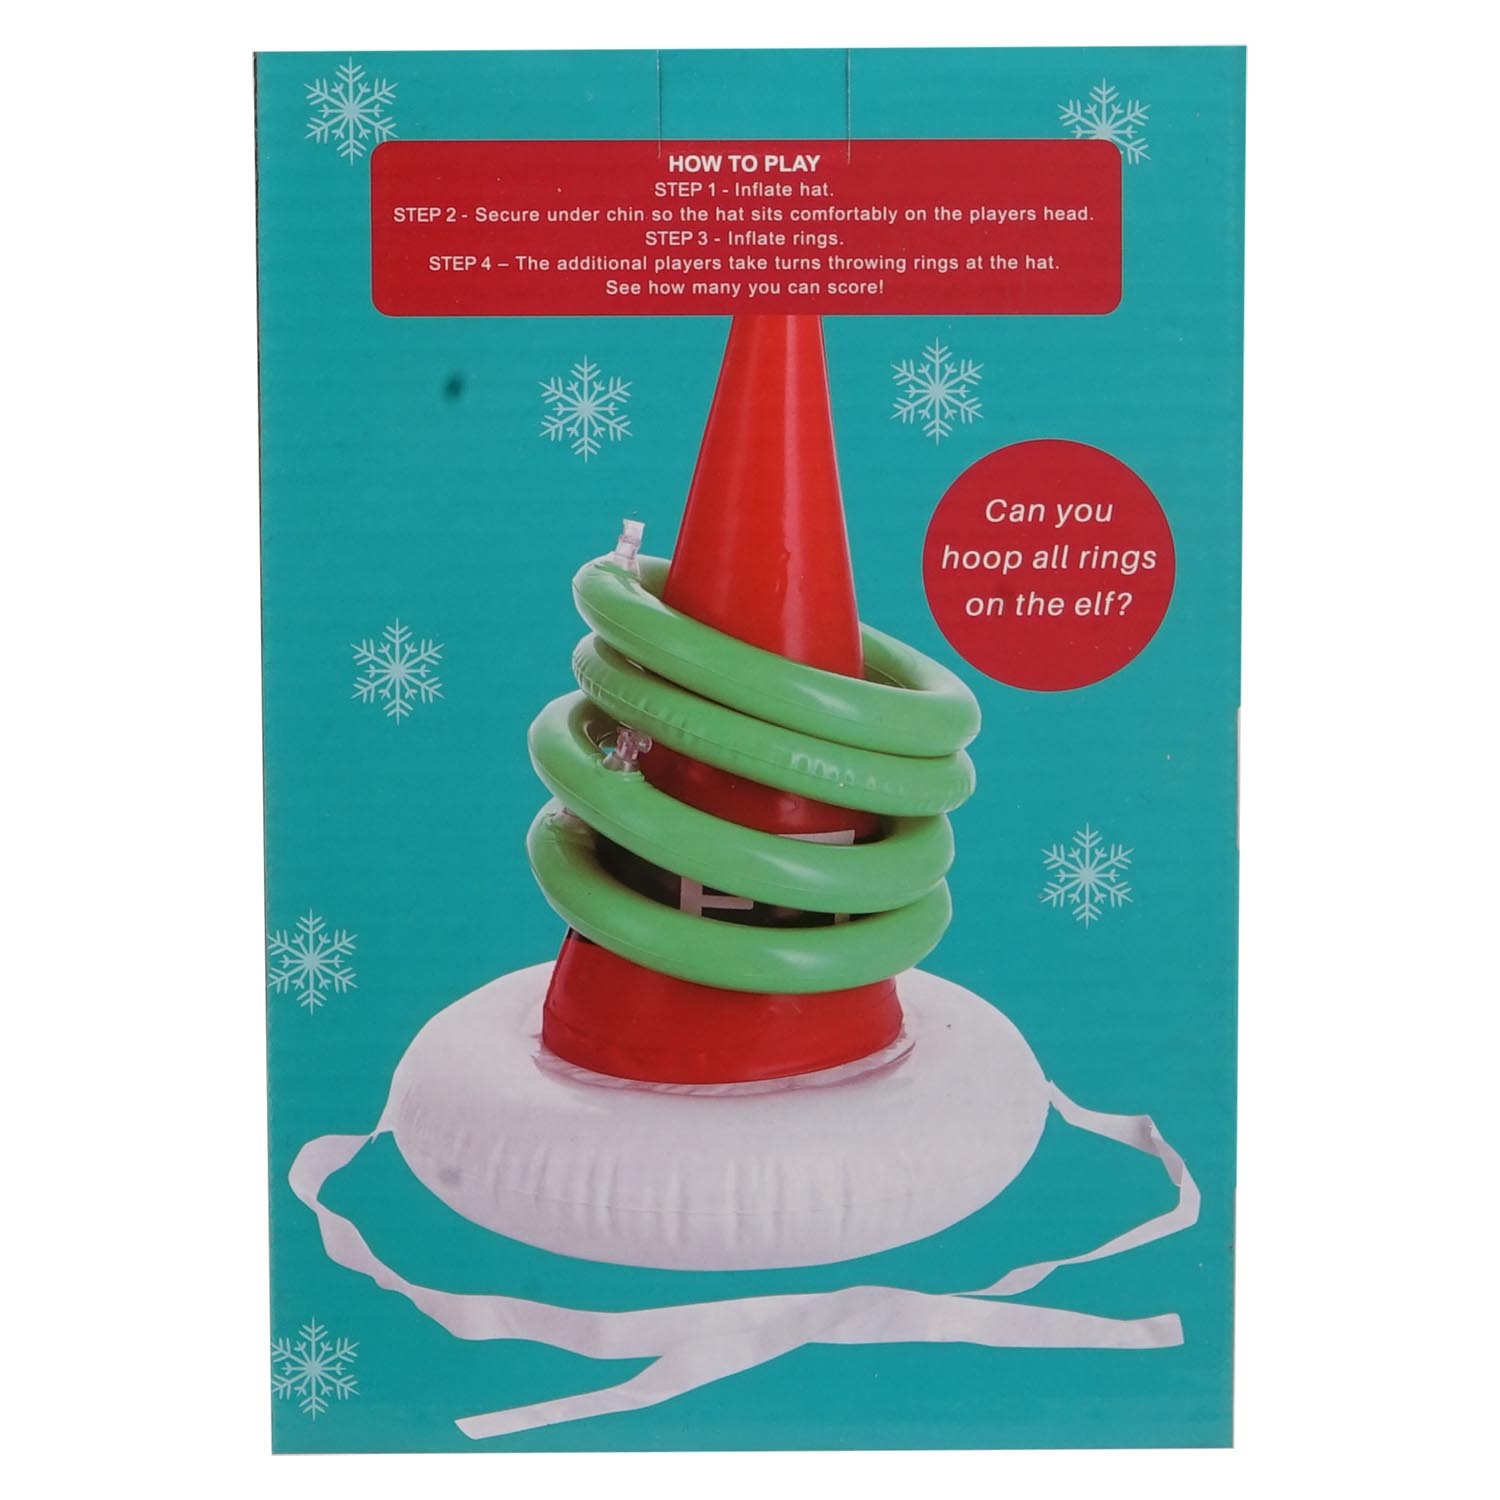 HOW TO PLAY
STEP 1 - Inflate hat.
STEP 2 - Secure under chin so the hat sits comfortably on the players head.
STEP 3 - Inflate rings.
STEP 4 – The additional players take turns throwing rings at the hat.
See how many you can score!
Can you
hoop all rings
on the elf?